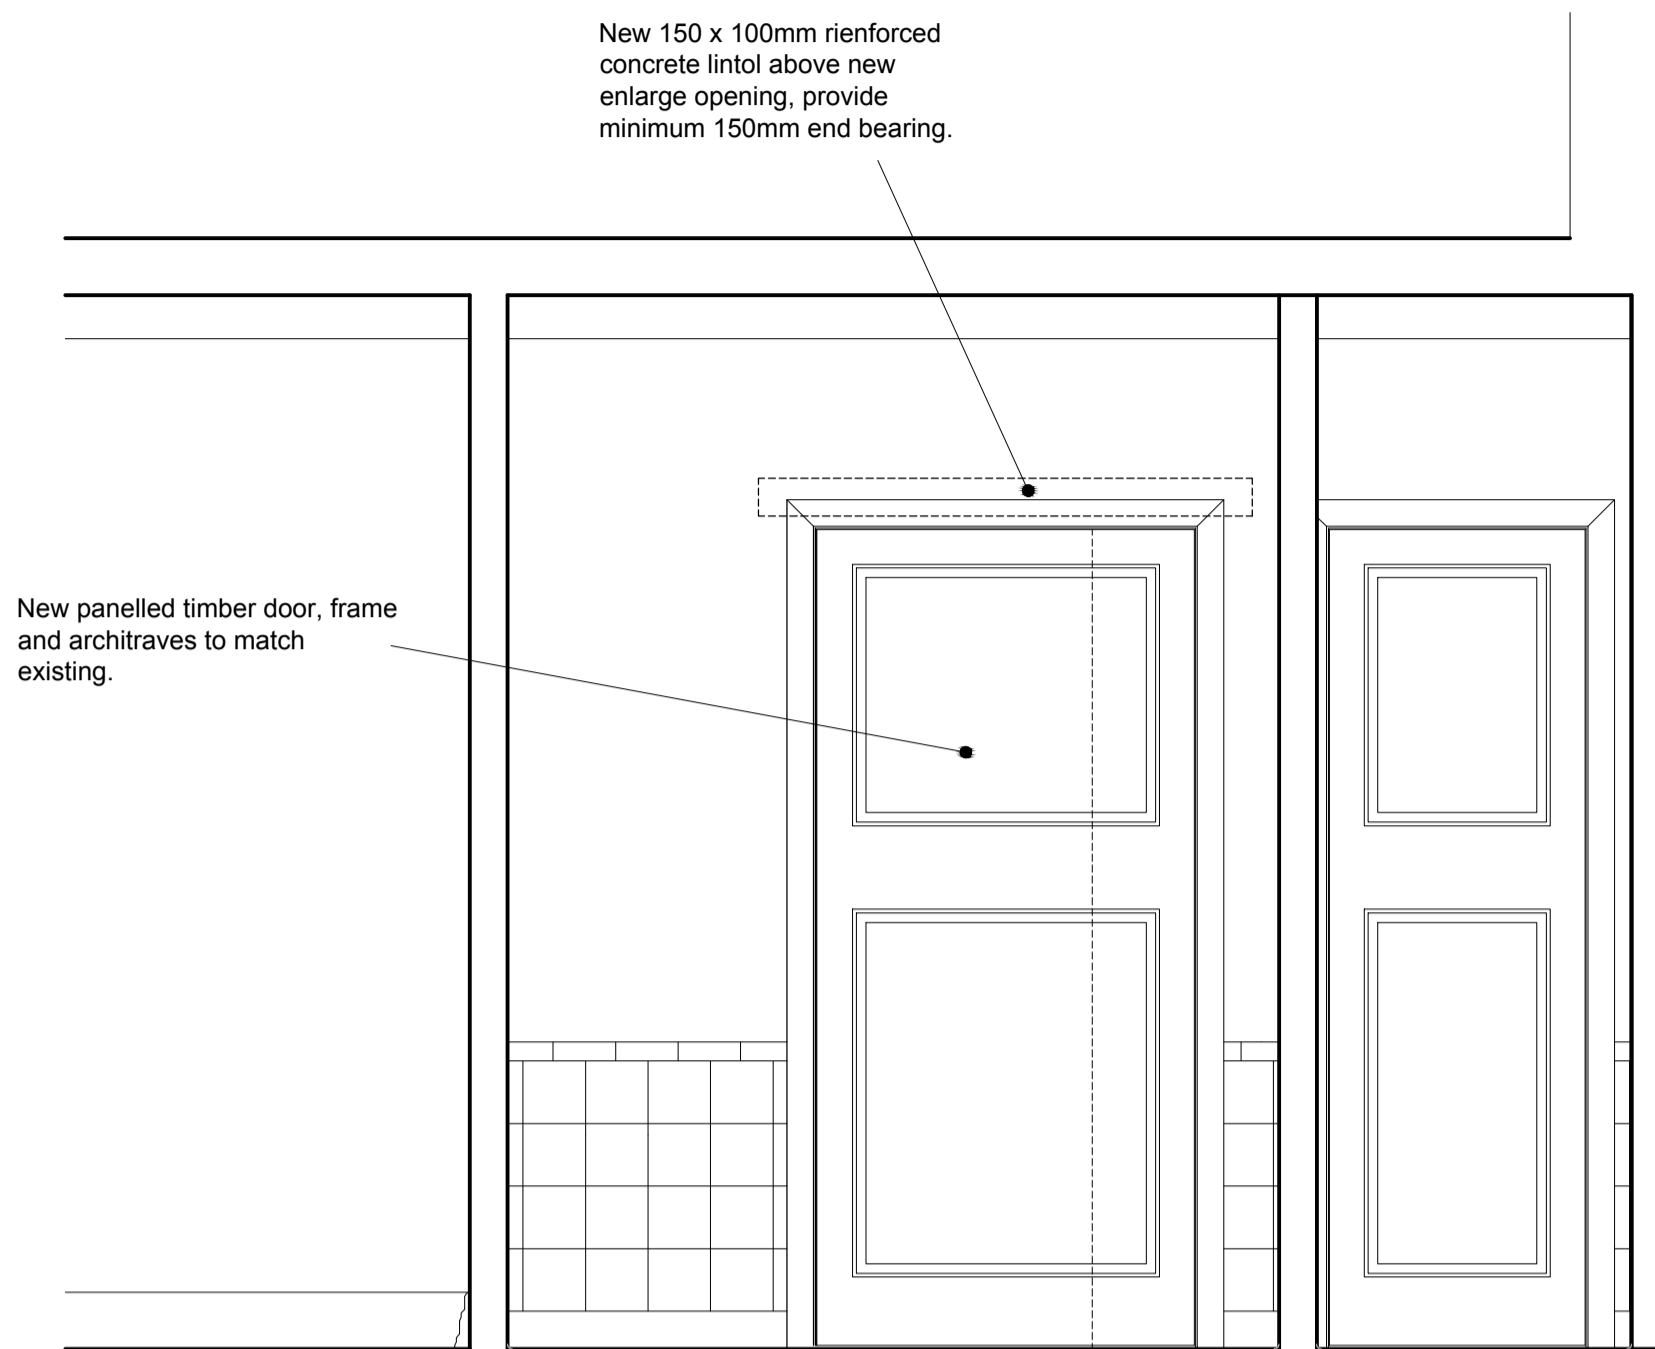 New 150 x 100mm rienforced
concrete lintol above new
enlarge opening, provide
minimum 150mm end bearing.
New panelled timber door, frame
and architraves to match
existing.